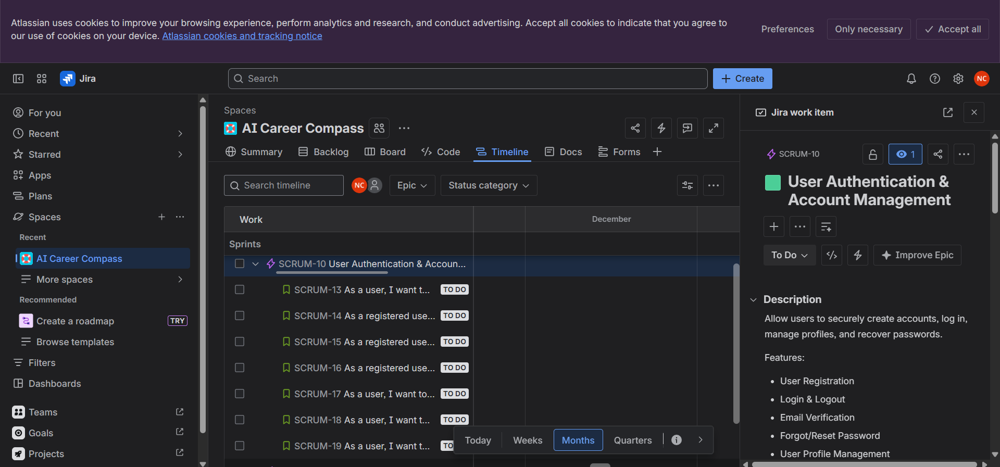 Atlassian uses cookies to improve your browsing experience, perform analytics and research, and conduct advertising. Accept all cookies to indicate that you agree to
our use of cookies on your device. Atlassian cookies and tracking notice
Preferences
Only necessary
Accept all
Jira
Search
Create
NC
For you
Recent
Starred
Apps
Plans
Spaces
Recent
AI Career Compass
More spaces
Recommended
Create a roadmap TRY
Browse templates
Filters
Dashboards
Teams
Goals
Projects
Spaces
AI Career Compass
Summary
Backlog
Board
Code
Timeline
Docs
Forms
Search timeline
NC
Epic
Status category
Work
December
Sprints
SCRUM-10 User Authentication & Accoun...
SCRUM-13 As a user, I want t... TO DO
SCRUM-14 As a registered use... TO DO
SCRUM-15 As a registered use... TO DO
SCRUM-16 As a registered use... TO DO
SCRUM-17 As a user, I want to... TO DO
SCRUM-18 As a user, I want t... TO DO
SCRUM-19 As a user, I want t... TO
Today
Weeks
Months
Quarters
Jira work item
SCRUM-10
1
User Authentication &
Account Management
To Do
Improve Epic
Description
Allow users to securely create accounts, log in,
manage profiles, and recover passwords.
Features:
• User Registration
• Login & Logout
• Email Verification
• Forgot/Reset Password
• User Profile Management